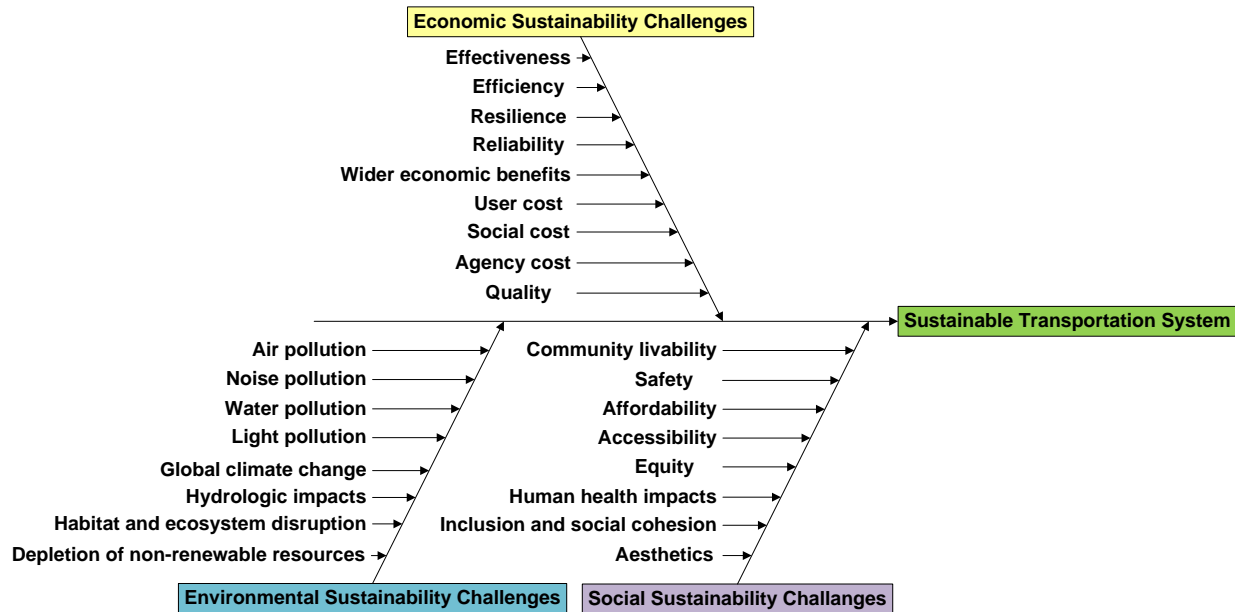 Economic Sustainability Challenges
Effectiveness
Efficiency
Resilience
Reliability
Wider economic benefits
User cost
Social cost
Agency cost
Quality
Sustainable Transportation System
Air pollution
Noise pollution
Water pollution
Light pollution
Global climate change
Hydrologic impacts
Habitat and ecosystem disruption
Depletion of non-renewable resources
Environmental Sustainability Challenges
Community livability
Safety
Affordability
Accessibility
Equity
Human health impacts
Inclusion and social cohesion
Aesthetics
Social Sustainability Challanges